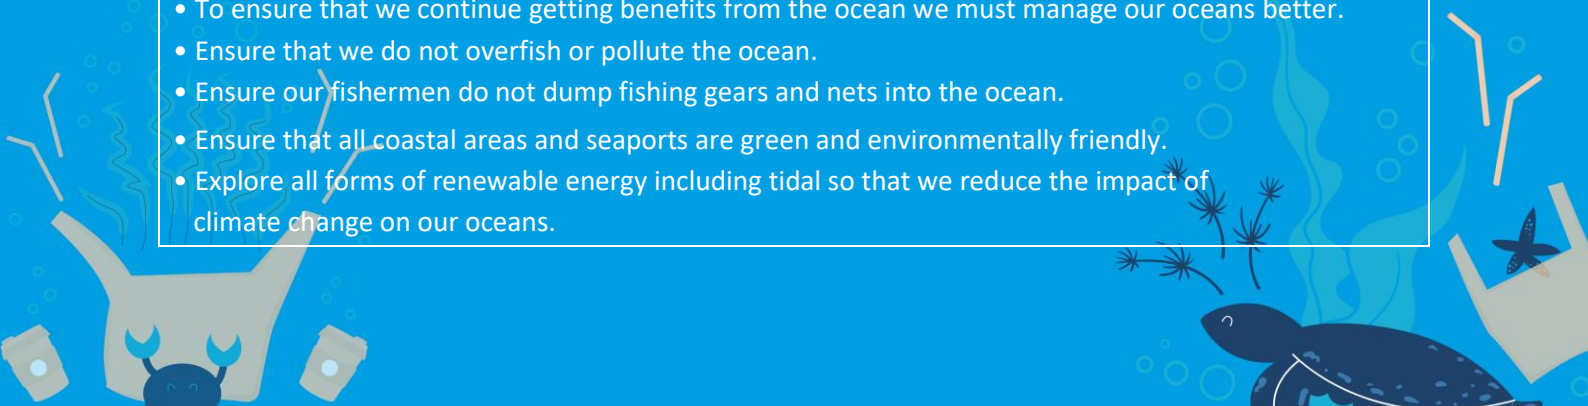 • To ensure that we continue getting benefits from the ocean we must manage our oceans better.
• Ensure that we do not overfish or pollute the ocean.
• Ensure our fishermen do not dump fishing gears and nets into the ocean.
• Ensure that all coastal areas and seaports are green and environmentally friendly.
• Explore all forms of renewable energy including tidal so that we reduce the impact of
climate change on our oceans.